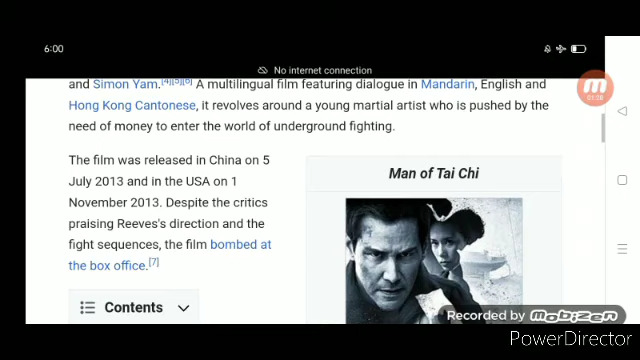 6:00
No internet connection
and Simon Yam.[4][5][6] A multilingual film featuring dialogue in Mandarin, English and
Hong Kong Cantonese, it revolves around a young martial artist who is pushed by the
need of money to enter the world of underground fighting.
The film was released in China on 5
July 2013 and in the USA on 1
November 2013. Despite the critics
praising Reeves's direction and the
fight sequences, the film bombed at
the box office.[7]
Contents
Man of Tai Chi
Recorded by Mobizen
PowerDirector